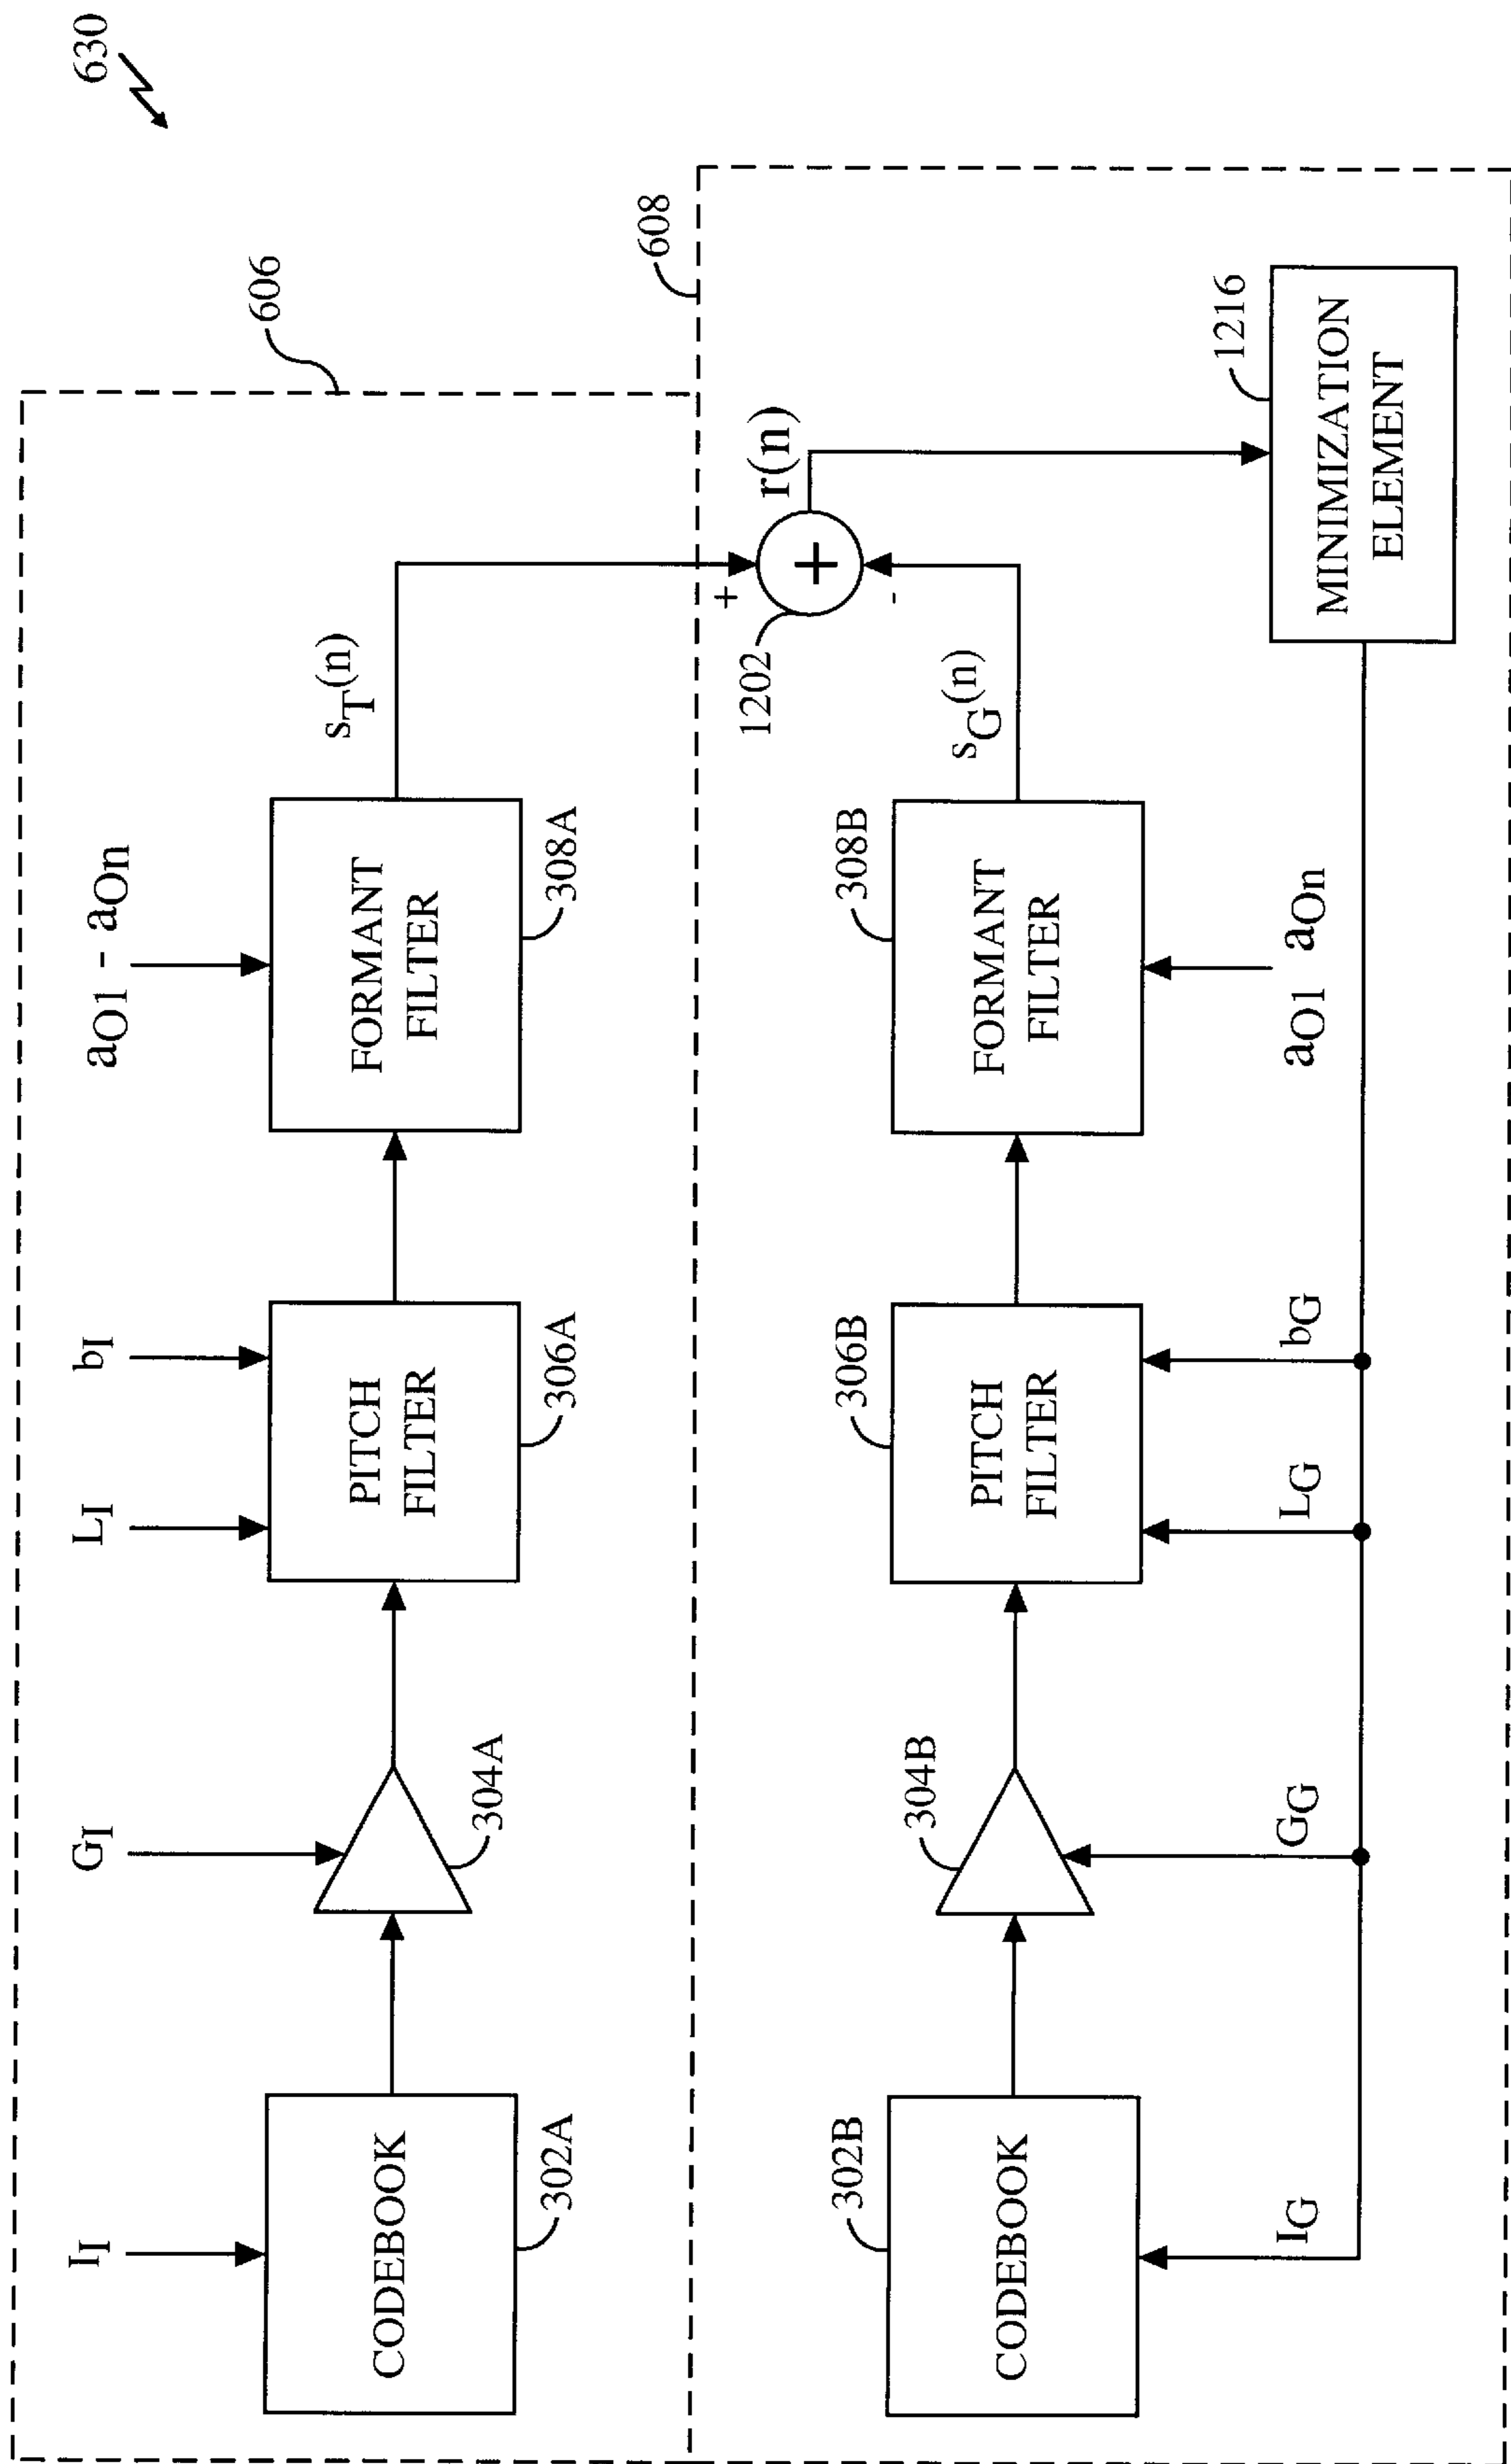 630
606
I_I
G_I
L_I
b_I
a_O1 - a_On
CODEBOOK
302A
304A
PITCH
FILTER
306A
FORMANT
FILTER
308A
s_T(n)
608
1202
+
+
-
r(n)
CODEBOOK
302B
304B
PITCH
FILTER
306B
FORMANT
FILTER
308B
s_G(n)
I_G
G_G
L_G
b_G
a_O1 a_On
MINIMIZATION
ELEMENT
1216